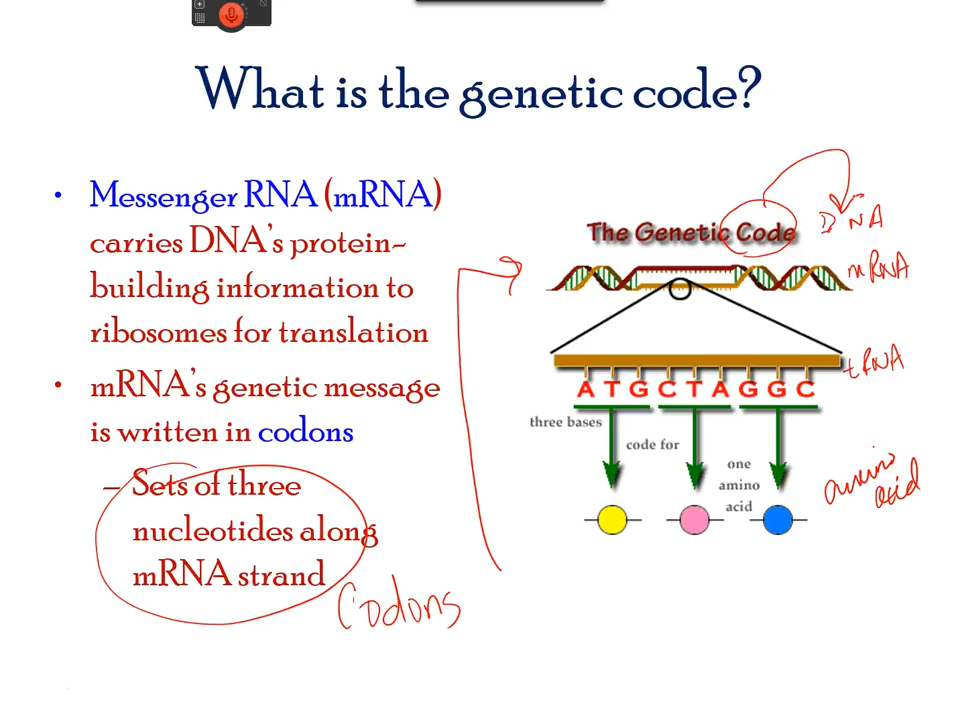 What is the genetic code?
• Messenger RNA (mRNA)
carries DNA's protein-
building information to
ribosomes for translation
• mRNA's genetic message
is written in codons
– Sets of three
nucleotides along
mRNA strand
Codons
The Genetic Code
DNA
mRNA
tRNA
A T G C T A G G C
three bases
code for
one
amino
acid
amino
acid